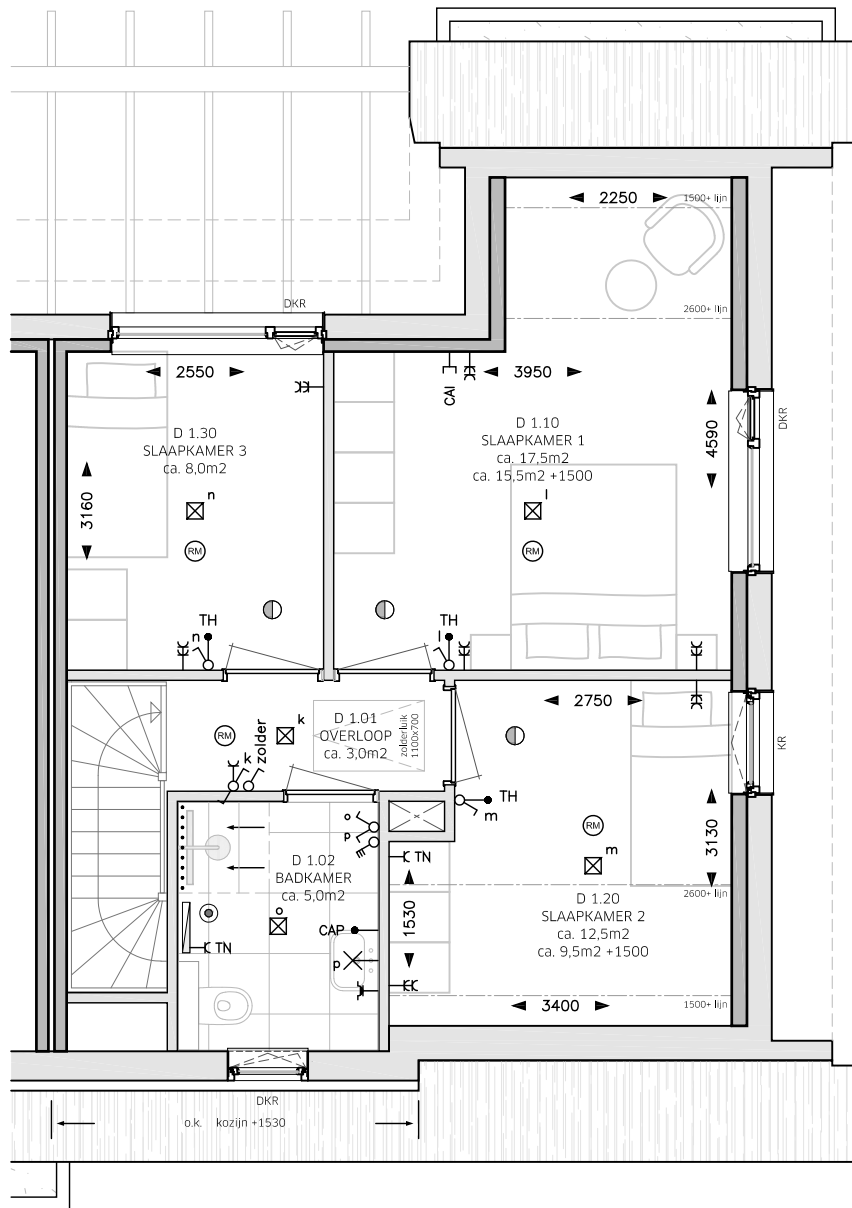 2250
1500+ lijn
DKR
2600+ lijn
2550
3950
CAI
D 1.30
SLAAPKAMER 3
ca. 8,0m2
D 1.10
SLAAPKAMER 1
ca. 17,5m2
ca. 15,5m2 +1500
4590
DKR
3160
n
l
RM
RM
TH
n
TH
l
2750
D 1.01
OVERLOOP
ca. 3,0m2
zolderluik
1100x700
RM
k
zolder
k
KR
TH
m
RM
3130
m
o
p
D 1.02
BADKAMER
ca. 5,0m2
TN
2600+ lijn
D 1.20
SLAAPKAMER 2
ca. 12,5m2
ca. 9,5m2 +1500
1530
o
CAP
TN
p
3400
1500+ lijn
DKR
o.k. kozijn +1530